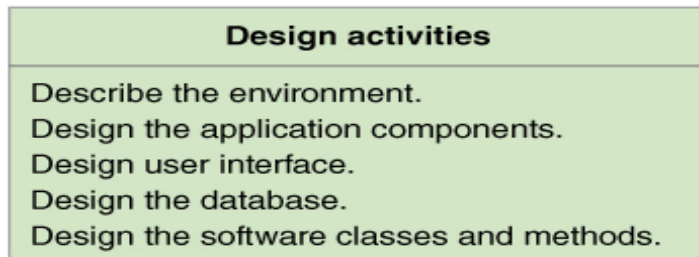 Design activities
Describe the environment.
Design the application components.
Design user interface.
Design the database.
Design the software classes and methods.